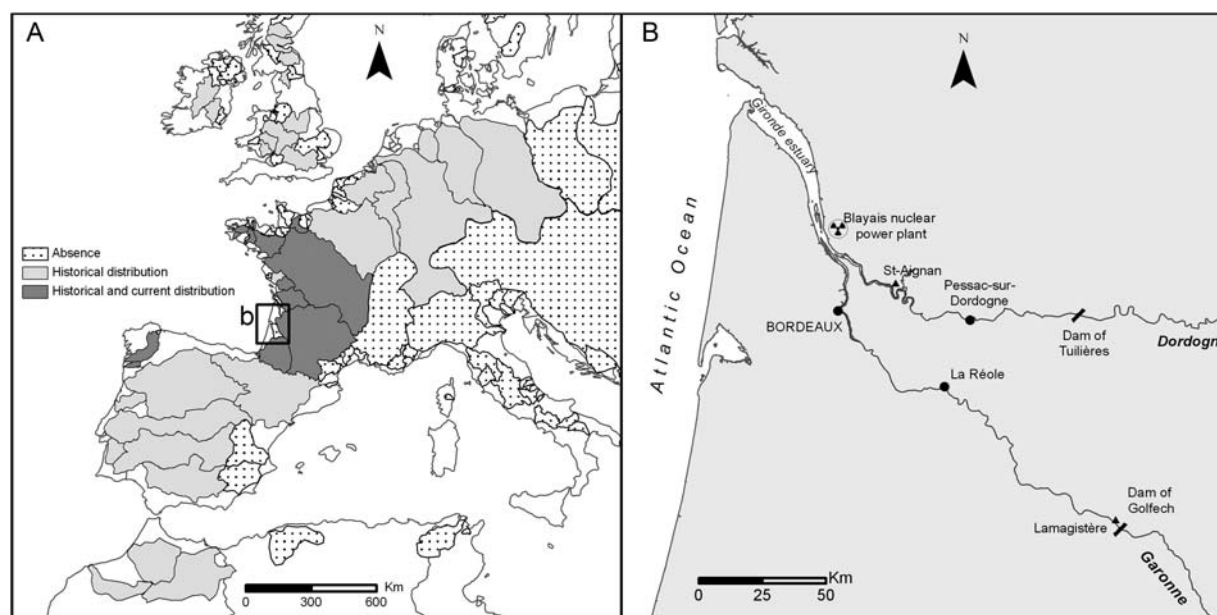 A
N
Absence
Historical distribution
Historical and current distribution
b
Km
0 300 600
B
N
Gironde estuary
Atlantic Ocean
Blayais nuclear
power plant
St-Aignan
Pessac-sur-
Dordogne
BORDEAUX
Dam of
Tuilières
Dordogn
La Réole
Dam of
Golfech
Lamagistère
Garonne
Km
0 25 50